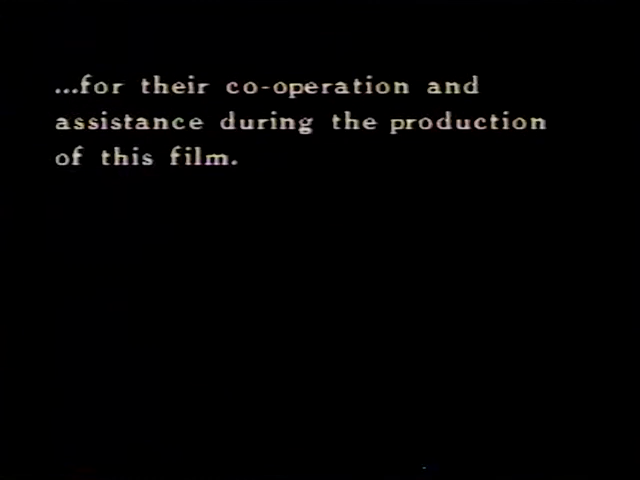 ...for their co-operation and
assistance during the production
of this film.